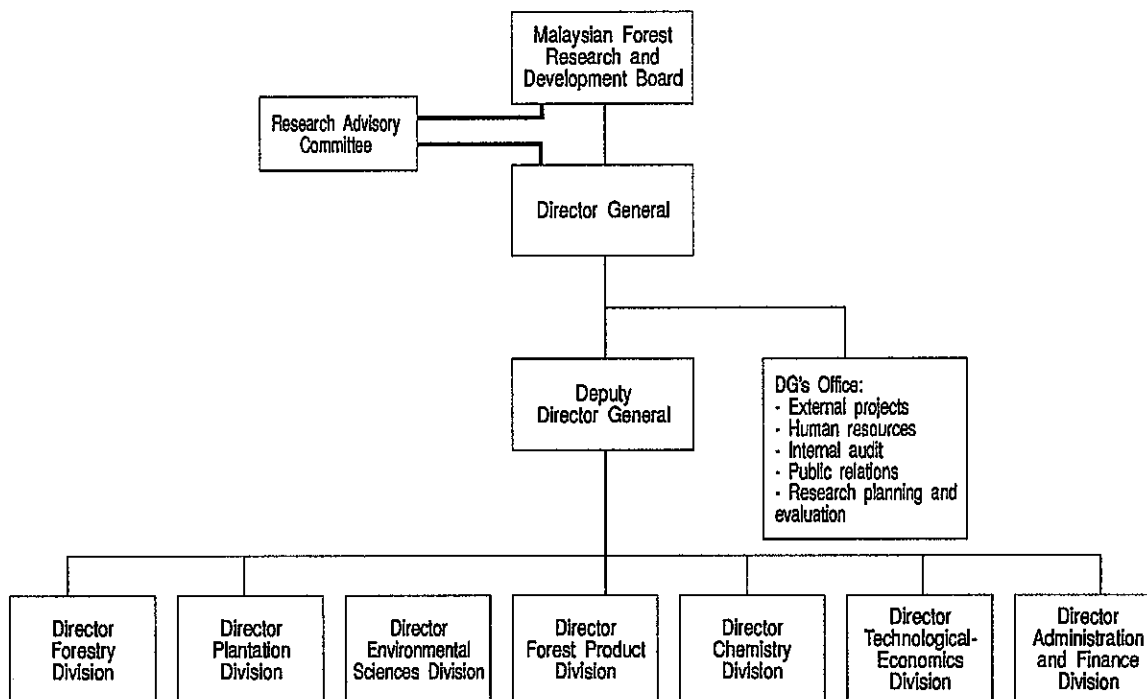 Malaysian Forest
Research and
Development Board
Research Advisory
Committee
Director General
Deputy
Director General
DG's Office:
- External projects
- Human resources
- Internal audit
- Public relations
- Research planning and
evaluation
Director
Forestry
Division
Director
Plantation
Division
Director
Environmental
Sciences Division
Director
Forest Product
Division
Director
Chemistry
Division
Director
Technological-
Economics
Division
Director
Administration
and Finance
Division